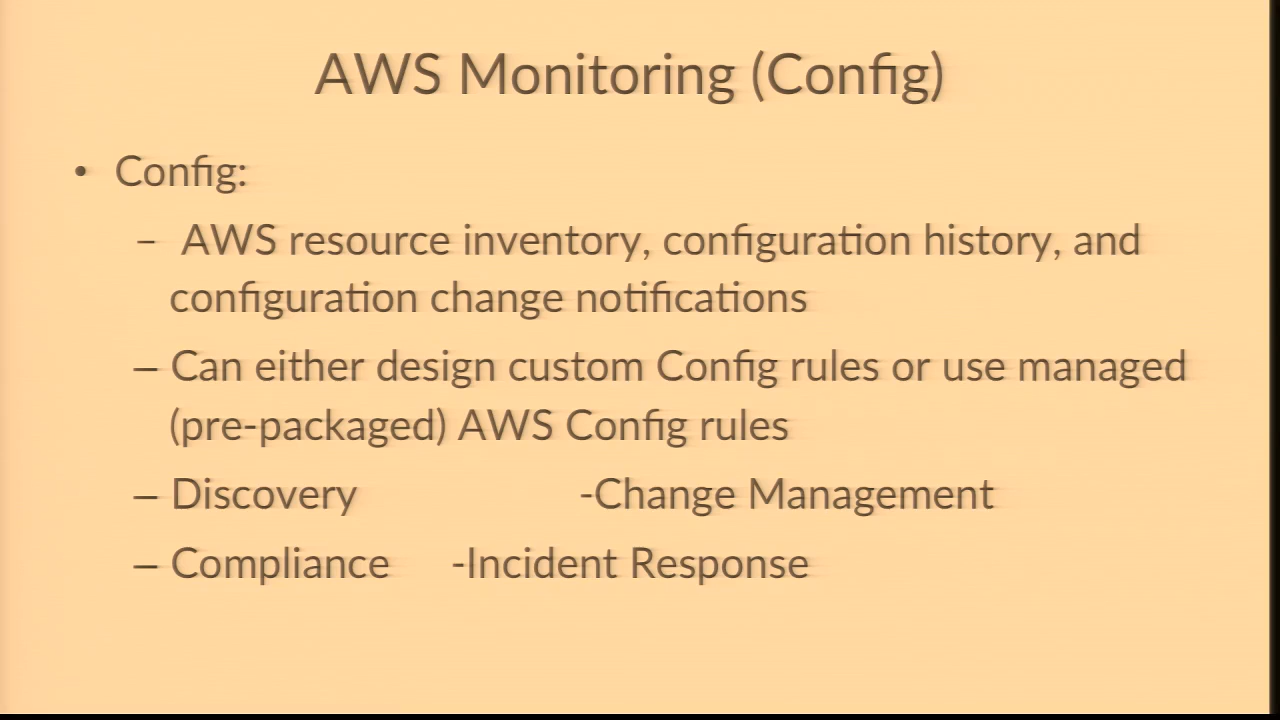 AWS Monitoring (Config)
• Config:
– AWS resource inventory, configuration history, and
configuration change notifications
– Can either design custom Config rules or use managed
(pre-packaged) AWS Config rules
– Discovery -Change Management
– Compliance -Incident Response